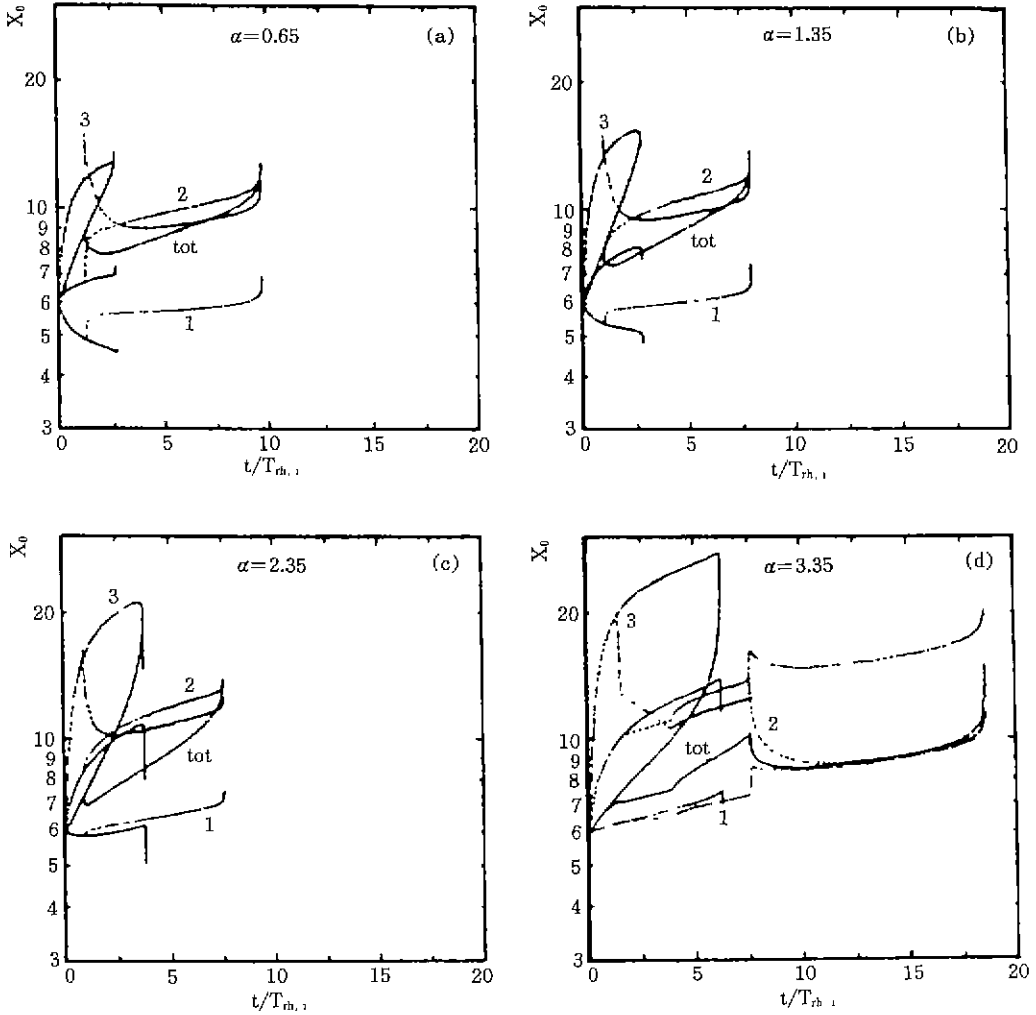 X₀
α=0.65
(a)
20
3
10
9
8
7
6
5
4
3
2
tot
1
0 5 10 15 20
t/T_rh, ₁
X₀
α=1.35
(b)
20
3
10
9
8
7
6
5
4
3
2
tot
1
0 5 10 15 20
t/T_rh, ₁
X₀
α=2.35
(c)
20
3
10
9
8
7
6
5
4
3
2
tot
1
0 5 10 15 20
t/T_rh, ₁
X₀
α=3.35
(d)
20
3
10
9
8
7
6
5
4
3
2
tot
1
0 5 10 15 20
t/T_rh ₁